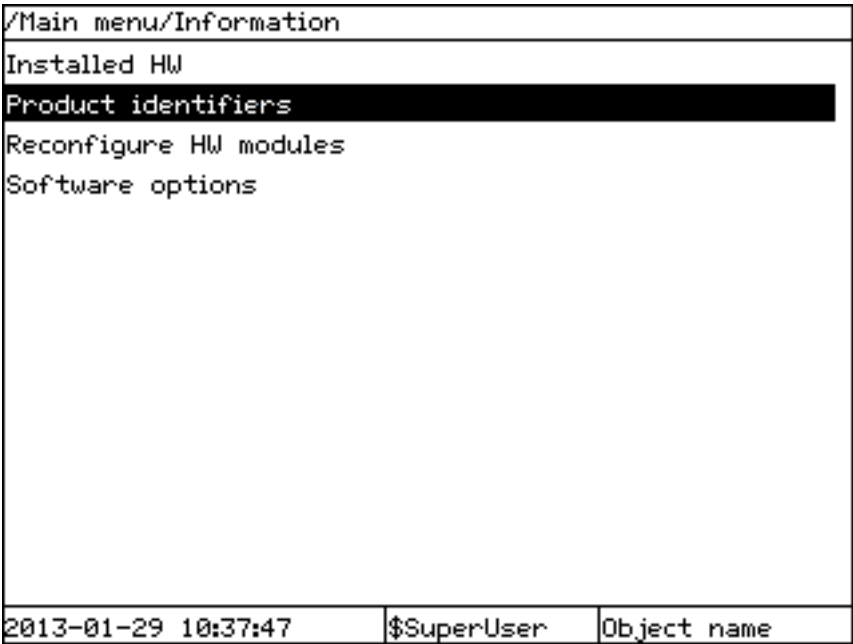 /Main menu/Information
Installed HW
Product identifiers
Reconfigure HW modules
Software options
2013-01-29 10:37:47 $SuperUser Object name